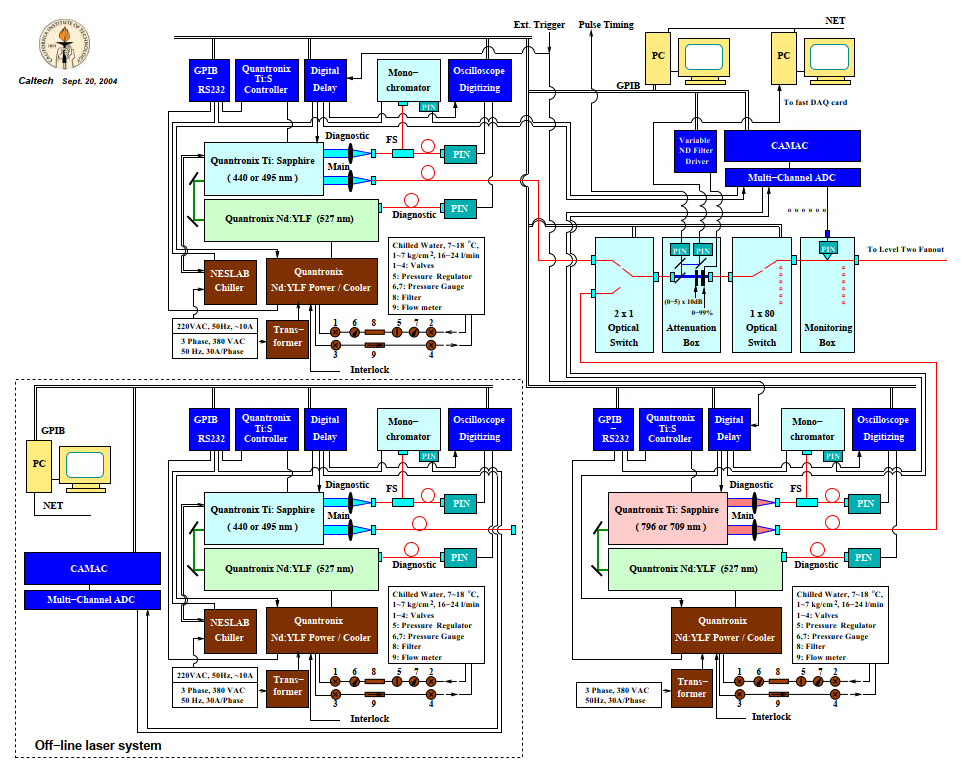 CALIFORNIA INSTITUTE OF TECHNOLOGY
1891
Caltech Sept. 20, 2004
Ext. Trigger
Pulse Timing
NET
PC
PC
GPIB
To fast DAQ card
GPIB
−
RS232
Quantronix
Ti:S
Controller
Digital
Delay
Mono−
chromator
PIN
Oscilloscope
Digitizing
Diagnostic
FS
PIN
Main
Quantronix Ti: Sapphire
( 440 or 495 nm )
Quantronix Nd:YLF (527 nm)
Diagnostic
PIN
Variable
ND Filter
Driver
CAMAC
Multi−Channel ADC
o o o o o o
NESLAB
Chiller
Quantronix
Nd:YLF Power / Cooler
Chilled Water, 7~18 °C,
1~7 kg/cm², 16−24 l/min
1−4: Valves
5: Pressure Regulator
6,7: Pressure Gauge
8: Filter
9: Flow meter
220VAC, 50Hz, ~10A
3 Phase, 380 VAC
50 Hz, 30A/Phase
Trans−
former
1 6 8 5 7 2
3 9 4
Interlock
PIN
PIN
PIN
To Level Two Fanout
(0−5) x 10dB
0−99%
2 x 1
Optical
Switch
Attenuation
Box
1 x 80
Optical
Switch
Monitoring
Box
GPIB
PC
NET
CAMAC
Multi−Channel ADC
GPIB
−
RS232
Quantronix
Ti:S
Controller
Digital
Delay
Mono−
chromator
PIN
Oscilloscope
Digitizing
Diagnostic
FS
PIN
Main
Quantronix Ti: Sapphire
( 440 or 495 nm )
Quantronix Nd:YLF (527 nm)
PIN
Diagnostic
NESLAB
Chiller
Quantronix
Nd:YLF Power / Cooler
Chilled Water, 7~18 °C,
1~7 kg/cm², 16−24 l/min
1−4: Valves
5: Pressure Regulator
6,7: Pressure Gauge
8: Filter
9: Flow meter
220VAC, 50Hz, ~10A
3 Phase, 380 VAC
50 Hz, 30A/Phase
Trans−
former
1 6 8 5 7 2
3 9 4
Interlock
Off−line laser system
GPIB
−
RS232
Quantronix
Ti:S
Controller
Digital
Delay
Mono−
chromator
PIN
Oscilloscope
Digitizing
Diagnostic
FS
PIN
Main
Quantronix Ti: Sapphire
( 796 or 709 nm )
Quantronix Nd:YLF (527 nm)
PIN
Diagnostic
Quantronix
Nd:YLF Power / Cooler
Chilled Water, 7~18 °C,
1~7 kg/cm², 16−24 l/min
1−4: Valves
5: Pressure Regulator
6,7: Pressure Gauge
8: Filter
9: Flow meter
3 Phase, 380 VAC
50Hz, 30A/Phase
Trans−
former
1 6 8 5 7 2
3 9 4
Interlock